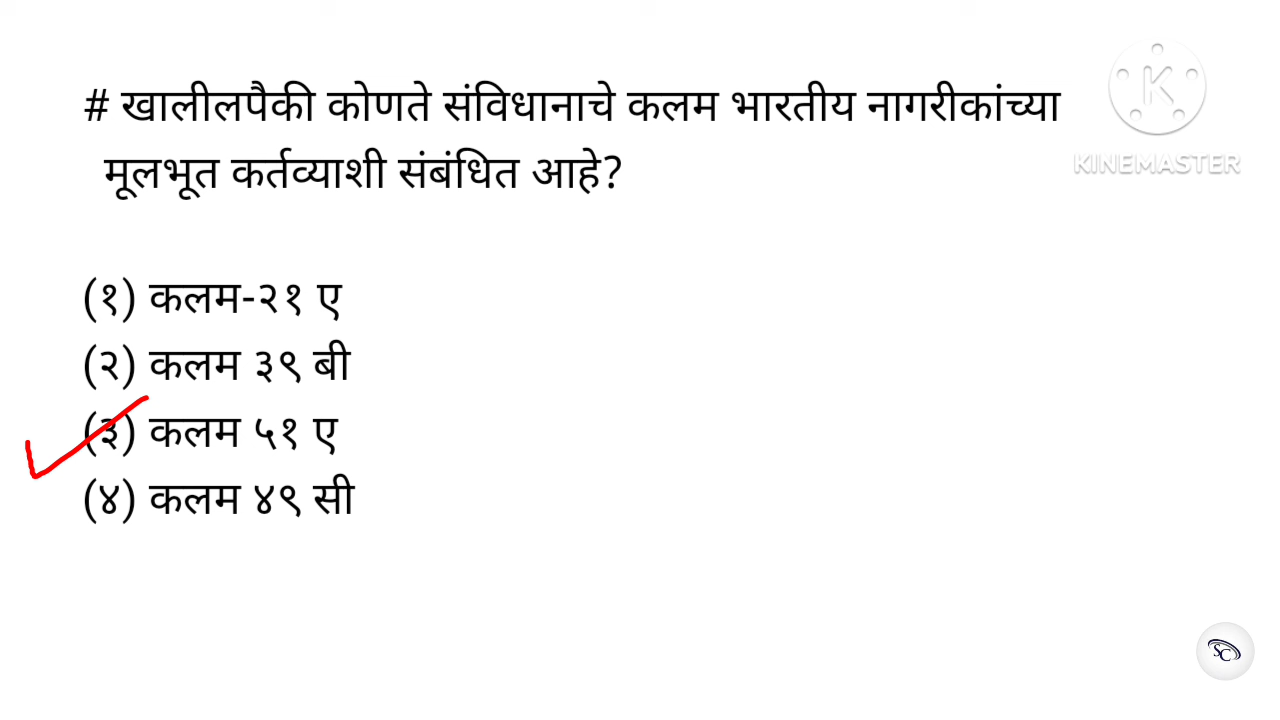 # खालीलपैकी कोणते संविधानाचे कलम भारतीय नागरीकांच्या
मूलभूत कर्तव्याशी संबंधित आहे?
K
KINEMASTER
(१) कलम-२१ ए
(२) कलम ३९ बी
(३) कलम ५१ ए
(४) कलम ४९ सी
SC